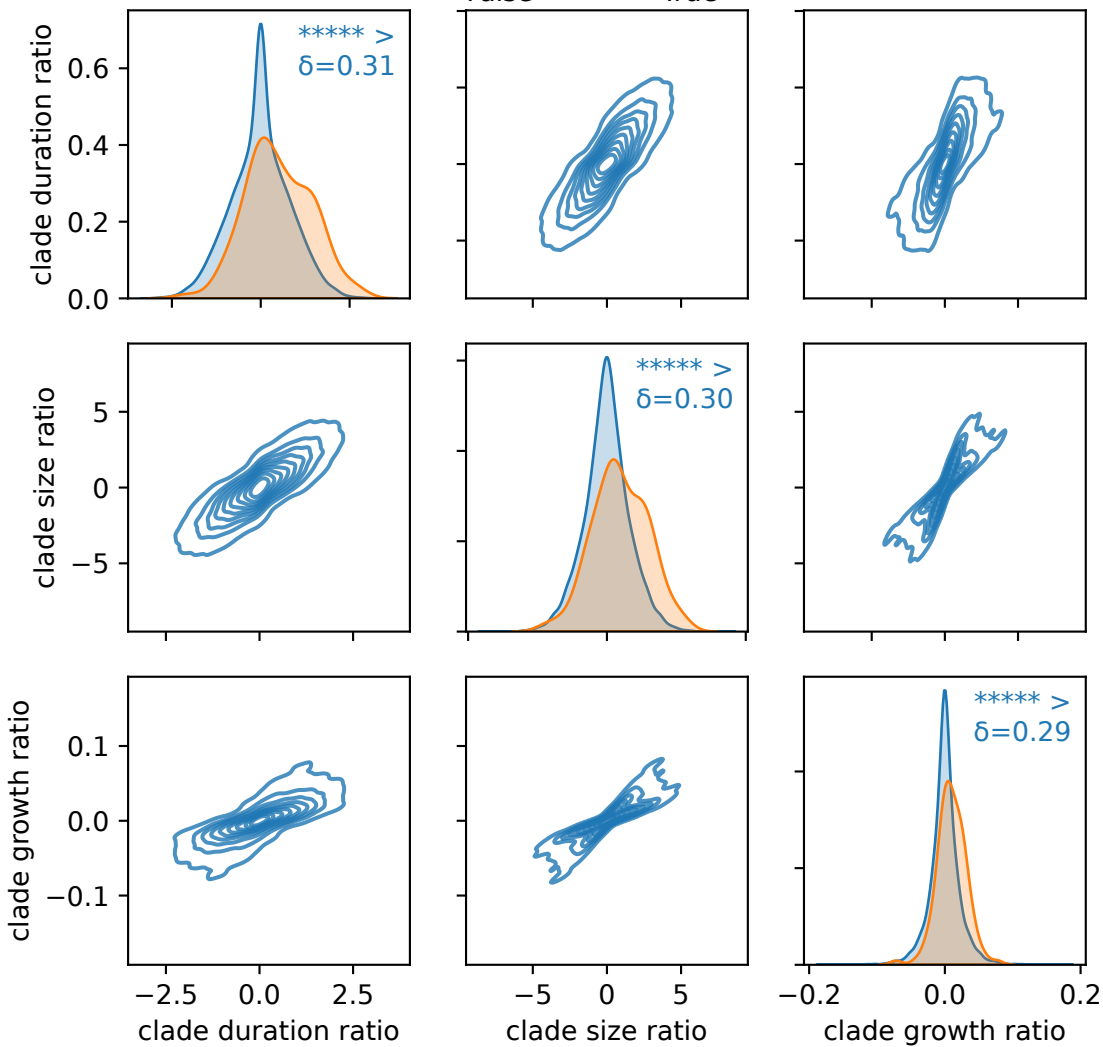 ***** >
δ=0.31
clade duration ratio
0.6
0.4
0.2
0.0
***** >
δ=0.30
clade size ratio
5
0
−5
***** >
δ=0.29
clade growth ratio
0.1
0.0
−0.1
−2.5 0.0 2.5 −5 0 5 −0.2 0.0 0.2
clade duration ratio clade size ratio clade growth ratio